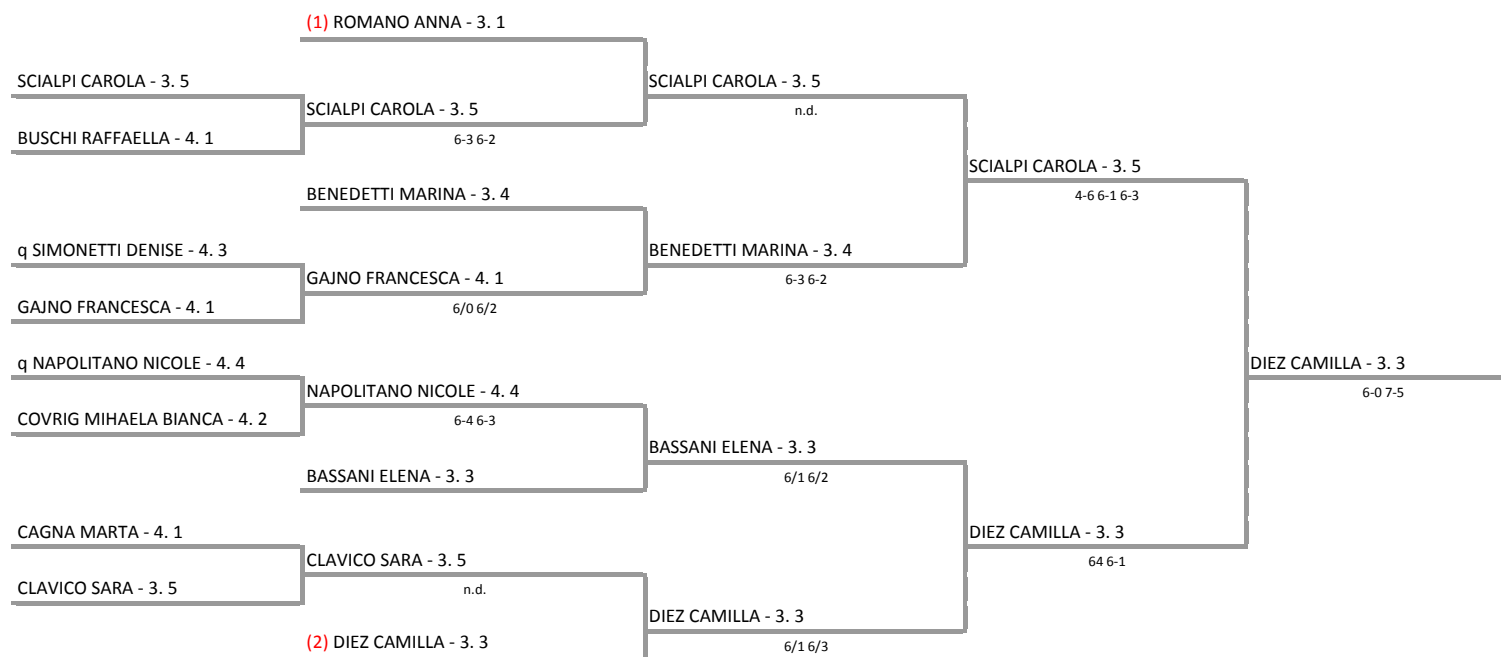 (1) ROMANO ANNA - 3. 1
SCIALPI CAROLA - 3. 5
SCIALPI CAROLA - 3. 5
SCIALPI CAROLA - 3. 5
n.d.
BUSCHI RAFFAELLA - 4. 1
6-3 6-2
SCIALPI CAROLA - 3. 5
4-6 6-1 6-3
BENEDETTI MARINA - 3. 4
q SIMONETTI DENISE - 4. 3
BENEDETTI MARINA - 3. 4
GAJNO FRANCESCA - 4. 1
6-3 6-2
GAJNO FRANCESCA - 4. 1
6/0 6/2
q NAPOLITANO NICOLE - 4. 4
DIEZ CAMILLA - 3. 3
NAPOLITANO NICOLE - 4. 4
6-0 7-5
COVRIG MIHAELA BIANCA - 4. 2
6-4 6-3
BASSANI ELENA - 3. 3
BASSANI ELENA - 3. 3
6/1 6/2
CAGNA MARTA - 4. 1
DIEZ CAMILLA - 3. 3
CLAVICO SARA - 3. 5
64 6-1
CLAVICO SARA - 3. 5
n.d.
DIEZ CAMILLA - 3. 3
(2) DIEZ CAMILLA - 3. 3
6/1 6/3